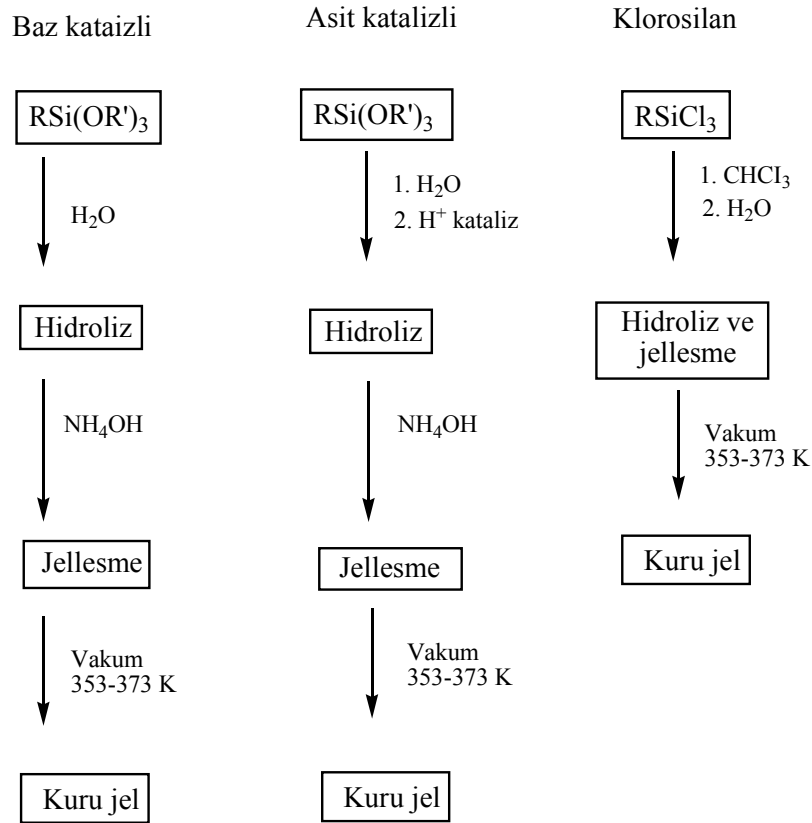 Baz kataizli
RSi(OR')₃
H₂O
Hidroliz
NH₄OH
Jellesme
Vakum
353-373 K
Kuru jel
Asit katalizli
RSi(OR')₃
1. H₂O
2. H⁺ kataliz
Hidroliz
NH₄OH
Jellesme
Vakum
353-373 K
Kuru jel
Klorosilan
RSiCl₃
1. CHCI₃
2. H₂O
Hidroliz ve
jellesme
Vakum
353-373 K
Kuru jel